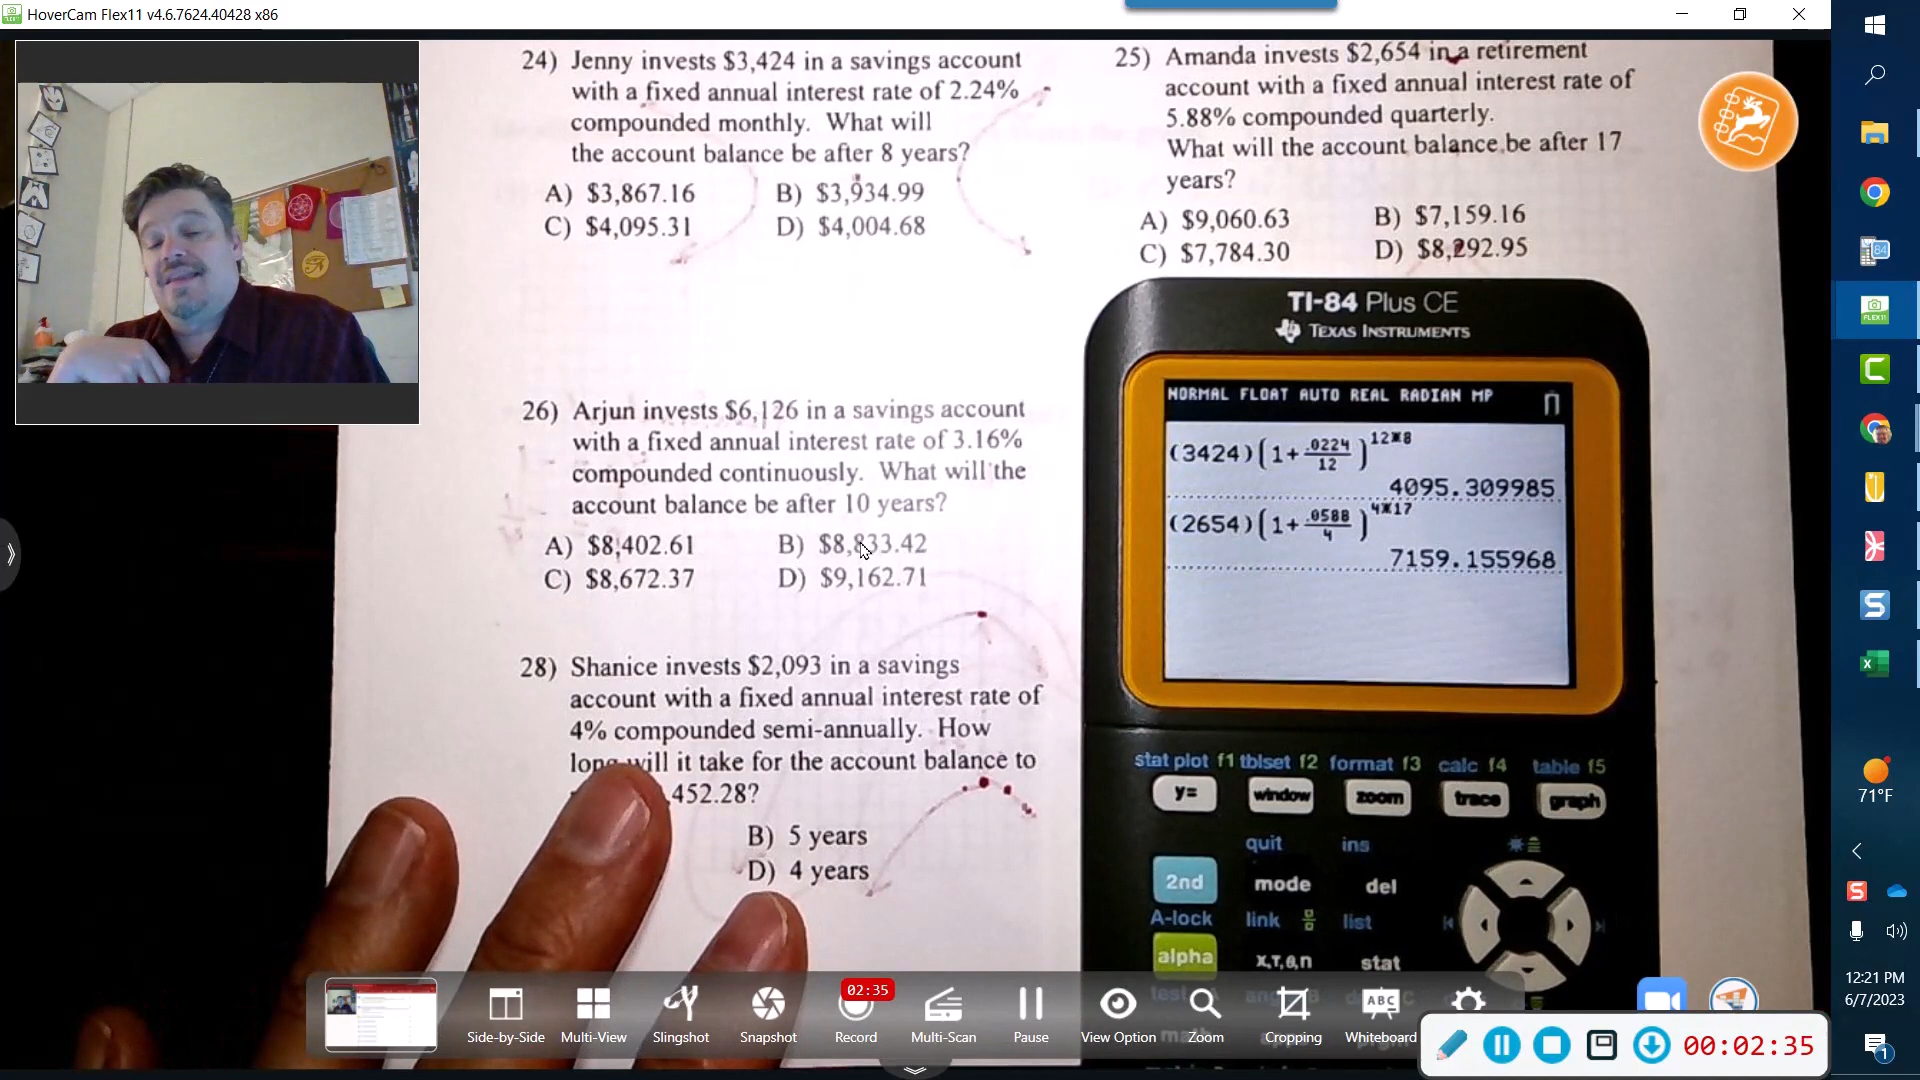 HoverCam Flex11 v4.6.7624.40428 x86
24) Jenny invests $3,424 in a savings account
with a fixed annual interest rate of 2.24%
compounded monthly. What will
the account balance be after 8 years?
A) $3,867.16 B) $3,934.99
C) $4,095.31 D) $4,004.68
25) Amanda invests $2,654 in a retirement
account with a fixed annual interest rate of
5.88% compounded quarterly.
What will the account balance be after 17
years?
A) $9,060.63 B) $7,159.16
C) $7,784.30 D) $8,292.95
26) Arjun invests $6,126 in a savings account
with a fixed annual interest rate of 3.16%
compounded continuously. What will the
account balance be after 10 years?
A) $8,402.61 B) $8,833.42
C) $8,672.37 D) $9,162.71
28) Shanice invests $2,093 in a savings
account with a fixed annual interest rate of
4% compounded semi-annually. How
long will it take for the account balance to
452.28?
B) 5 years
D) 4 years
TI-84 Plus CE
TEXAS INSTRUMENTS
NORMAL FLOAT AUTO REAL RADIAN MP
(3424)(1+.0224/12)^12*8
4095.309985
(2654)(1+.0588/4)^4*17
7159.155968
stat plot f1 tblset f2 format f3 calc f4 table f5
y= window zoom trace graph
quit ins
2nd mode del
A-lock link list
alpha X,T,θ,n stat
test
math
84
FLEX11
71°F
12:21 PM
6/7/2023
1
02:35
Side-by-Side Multi-View Slingshot Snapshot Record Multi-Scan Pause View Option Zoom Cropping Whiteboard
ABC
00:02:35